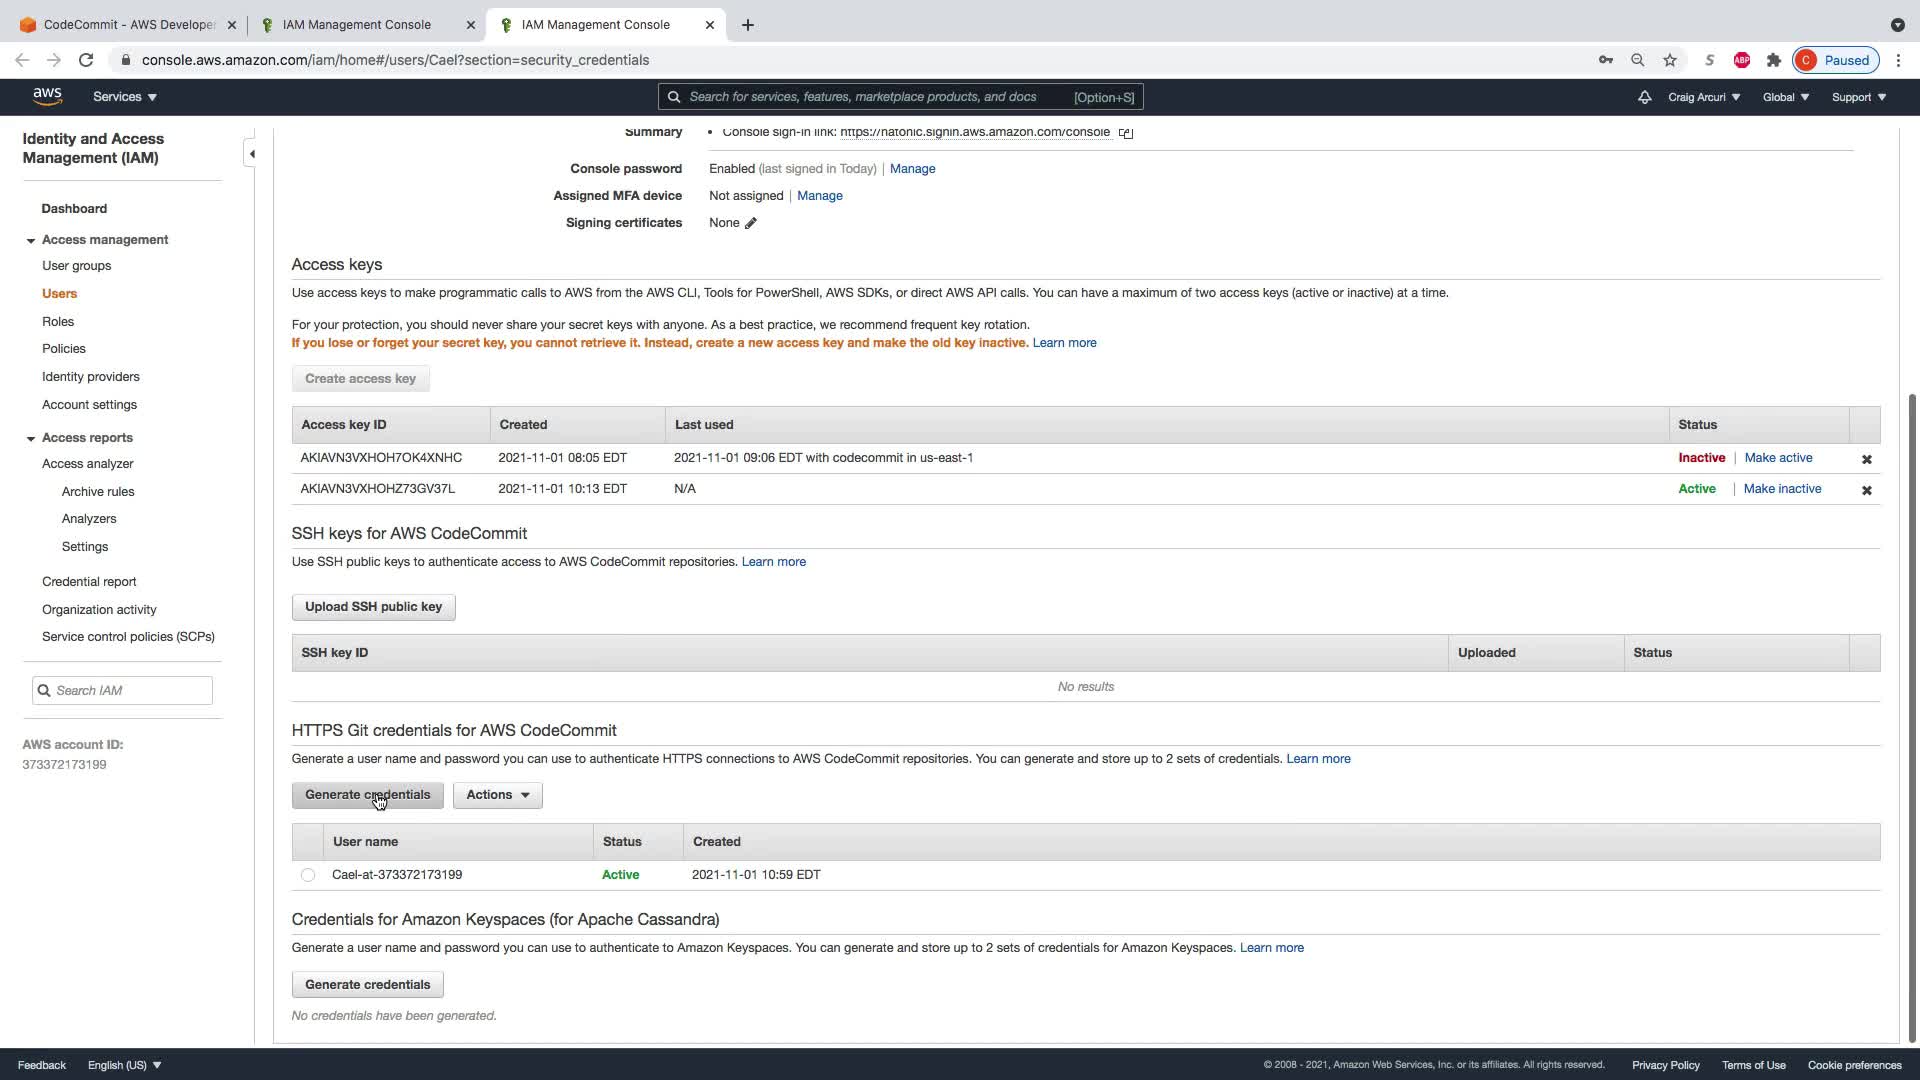 CodeCommit - AWS Developer
IAM Management Console
IAM Management Console
console.aws.amazon.com/iam/home#/users/Cael?section=security_credentials
S
ABP
C
Paused
aws
Services
Search for services, features, marketplace products, and docs
[Option+S]
Craig Arcuri
Global
Support
Identity and Access
Management (IAM)
Dashboard
Access management
User groups
Users
Roles
Policies
Identity providers
Account settings
Access reports
Access analyzer
Archive rules
Analyzers
Settings
Credential report
Organization activity
Service control policies (SCPs)
Search IAM
AWS account ID:
373372173199
Summary
• Console sign-in link: https://natonic.signin.aws.amazon.com/console
Console password
Enabled (last signed in Today) | Manage
Assigned MFA device
Not assigned | Manage
Signing certificates
None
Access keys
Use access keys to make programmatic calls to AWS from the AWS CLI, Tools for PowerShell, AWS SDKs, or direct AWS API calls. You can have a maximum of two access keys (active or inactive) at a time.
For your protection, you should never share your secret keys with anyone. As a best practice, we recommend frequent key rotation.
If you lose or forget your secret key, you cannot retrieve it. Instead, create a new access key and make the old key inactive. Learn more
Create access key
Access key ID Created Last used Status
AKIAVN3VXHOH7OK4XNHC 2021-11-01 08:05 EDT 2021-11-01 09:06 EDT with codecommit in us-east-1 Inactive | Make active
AKIAVN3VXHOHZ73GV37L 2021-11-01 10:13 EDT N/A Active | Make inactive
SSH keys for AWS CodeCommit
Use SSH public keys to authenticate access to AWS CodeCommit repositories. Learn more
Upload SSH public key
SSH key ID Uploaded Status
No results
HTTPS Git credentials for AWS CodeCommit
Generate a user name and password you can use to authenticate HTTPS connections to AWS CodeCommit repositories. You can generate and store up to 2 sets of credentials. Learn more
Generate credentials
Actions
User name Status Created
Cael-at-373372173199 Active 2021-11-01 10:59 EDT
Credentials for Amazon Keyspaces (for Apache Cassandra)
Generate a user name and password you can use to authenticate to Amazon Keyspaces. You can generate and store up to 2 sets of credentials for Amazon Keyspaces. Learn more
Generate credentials
No credentials have been generated.
Feedback
English (US)
© 2008 - 2021, Amazon Web Services, Inc. or its affiliates. All rights reserved.
Privacy Policy
Terms of Use
Cookie preferences